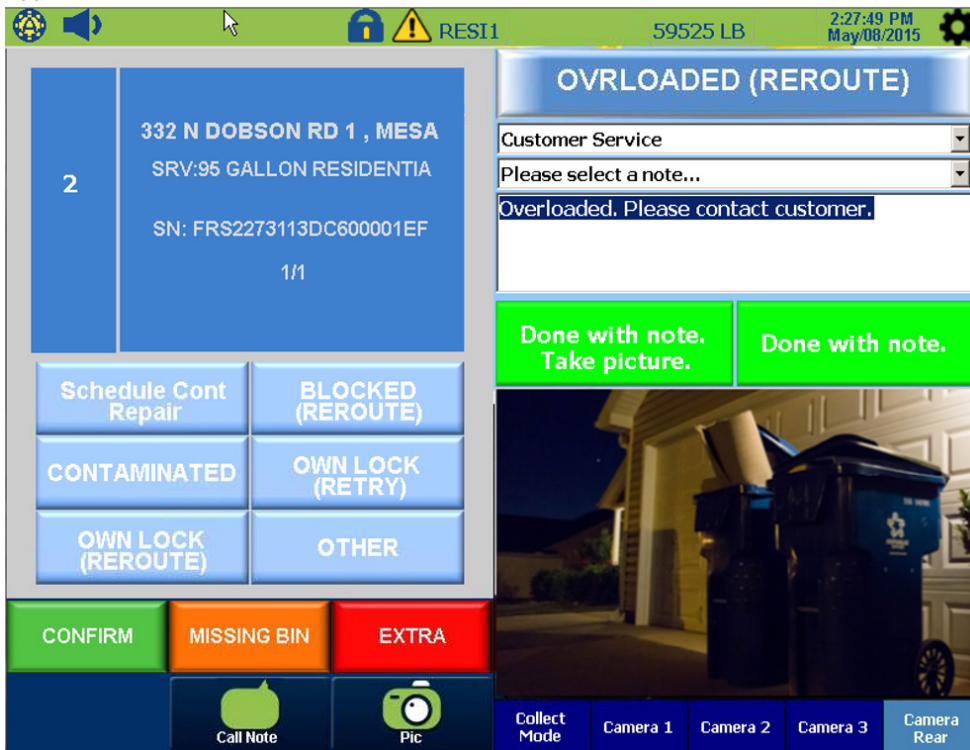 RESI1
59525 LB
2:27:49 PM
May/08/2015
2
332 N DOBSON RD 1 , MESA
SRV:95 GALLON RESIDENTIA
SN: FRS2273113DC600001EF
1/1
Schedule Cont
Repair
BLOCKED
(REROUTE)
CONTAMINATED
OWN LOCK
(RETRY)
OWN LOCK
(REROUTE)
OTHER
CONFIRM
MISSING BIN
EXTRA
Call Note
Pic
OVRLOADED (REROUTE)
Customer Service
Please select a note...
Overloaded. Please contact customer.
Done with note.
Take picture.
Done with note.
Collect
Mode
Camera 1
Camera 2
Camera 3
Camera
Rear